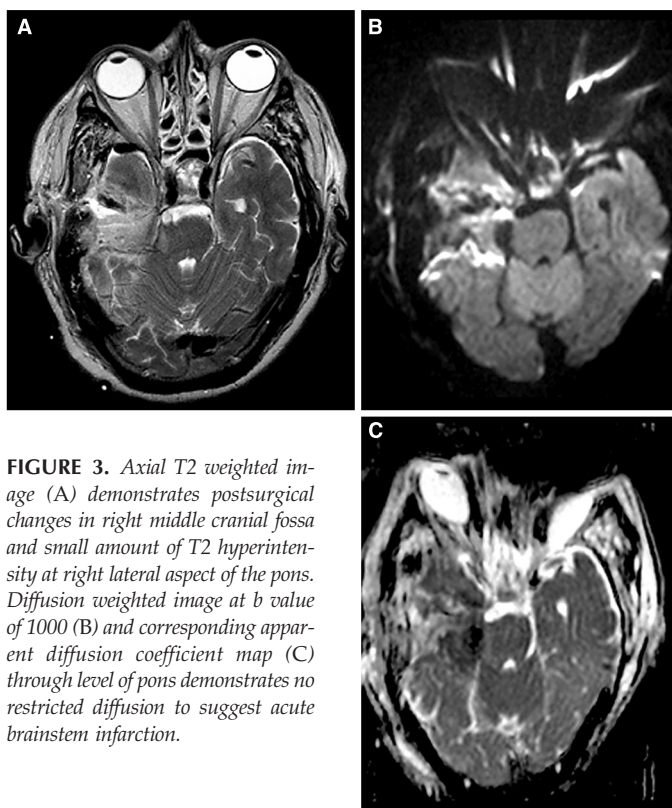 A
B
C
FIGURE 3. Axial T2 weighted im-
age (A) demonstrates postsurgical
changes in right middle cranial fossa
and small amount of T2 hyperinten-
sity at right lateral aspect of the pons.
Diffusion weighted image at b value
of 1000 (B) and corresponding appar-
ent diffusion coefficient map (C)
through level of pons demonstrates no
restricted diffusion to suggest acute
brainstem infarction.